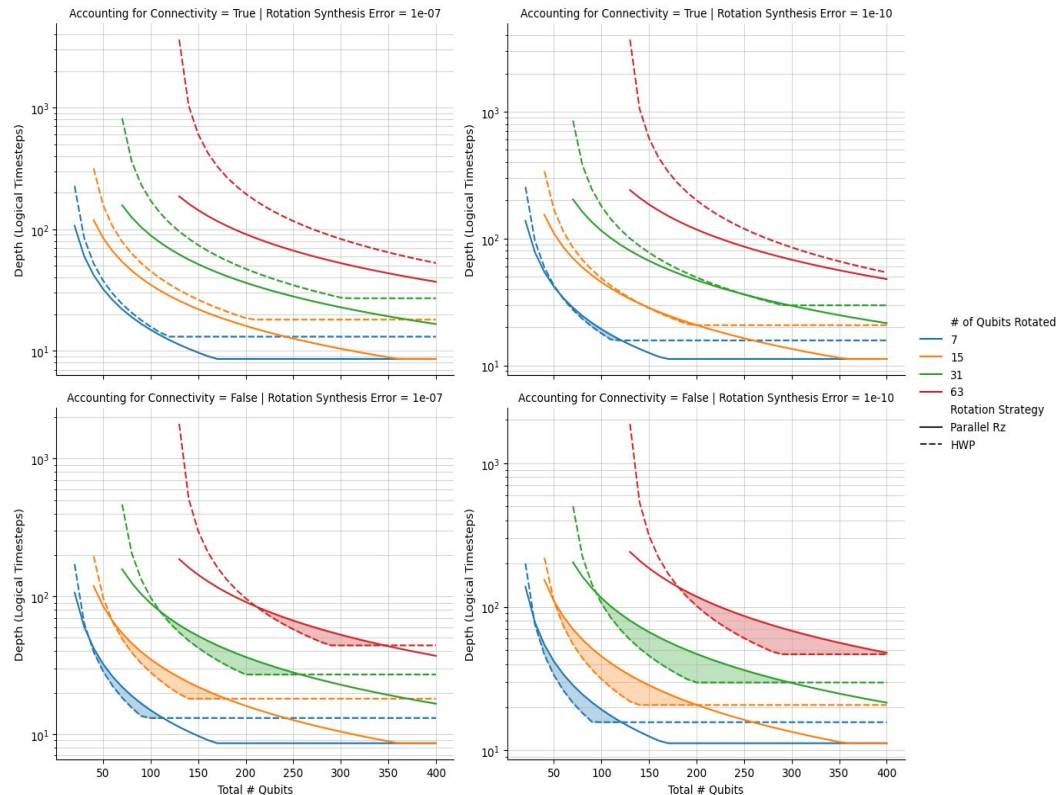 Accounting for Connectivity = True | Rotation Synthesis Error = 1e-07
Accounting for Connectivity = True | Rotation Synthesis Error = 1e-10
Depth (Logical Timesteps)
10³
10²
10¹
Depth (Logical Timesteps)
10³
10²
10¹
# of Qubits Rotated
7
15
31
63
Rotation Strategy
Parallel Rz
HWP
Accounting for Connectivity = False | Rotation Synthesis Error = 1e-07
Accounting for Connectivity = False | Rotation Synthesis Error = 1e-10
Depth (Logical Timesteps)
10³
10²
10¹
Depth (Logical Timesteps)
10³
10²
10¹
50 100 150 200 250 300 350 400
Total # Qubits
50 100 150 200 250 300 350 400
Total # Qubits